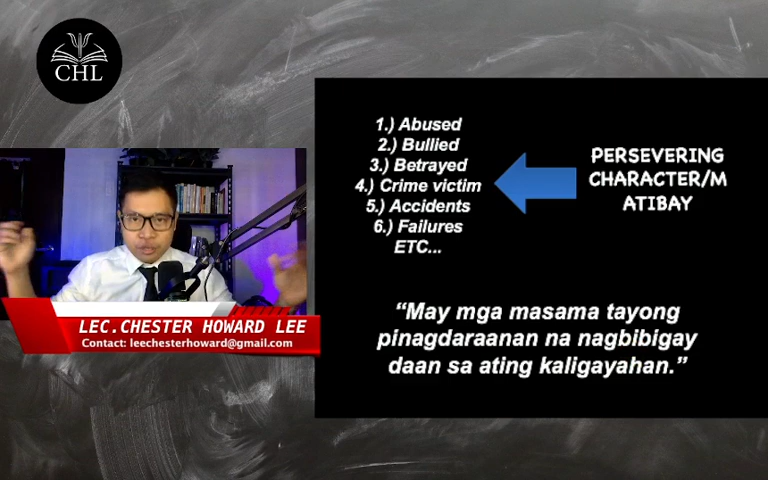 CHL
1.) Abused
2.) Bullied
3.) Betrayed
4.) Crime victim
5.) Accidents
6.) Failures
ETC...
PERSEVERING
CHARACTER/M
ATIBAY
“May mga masama tayong
pinagdaraanan na nagbibigay
daan sa ating kaligayahan.”
LEC.CHESTER HOWARD LEE
Contact: leechesterhoward@gmail.com